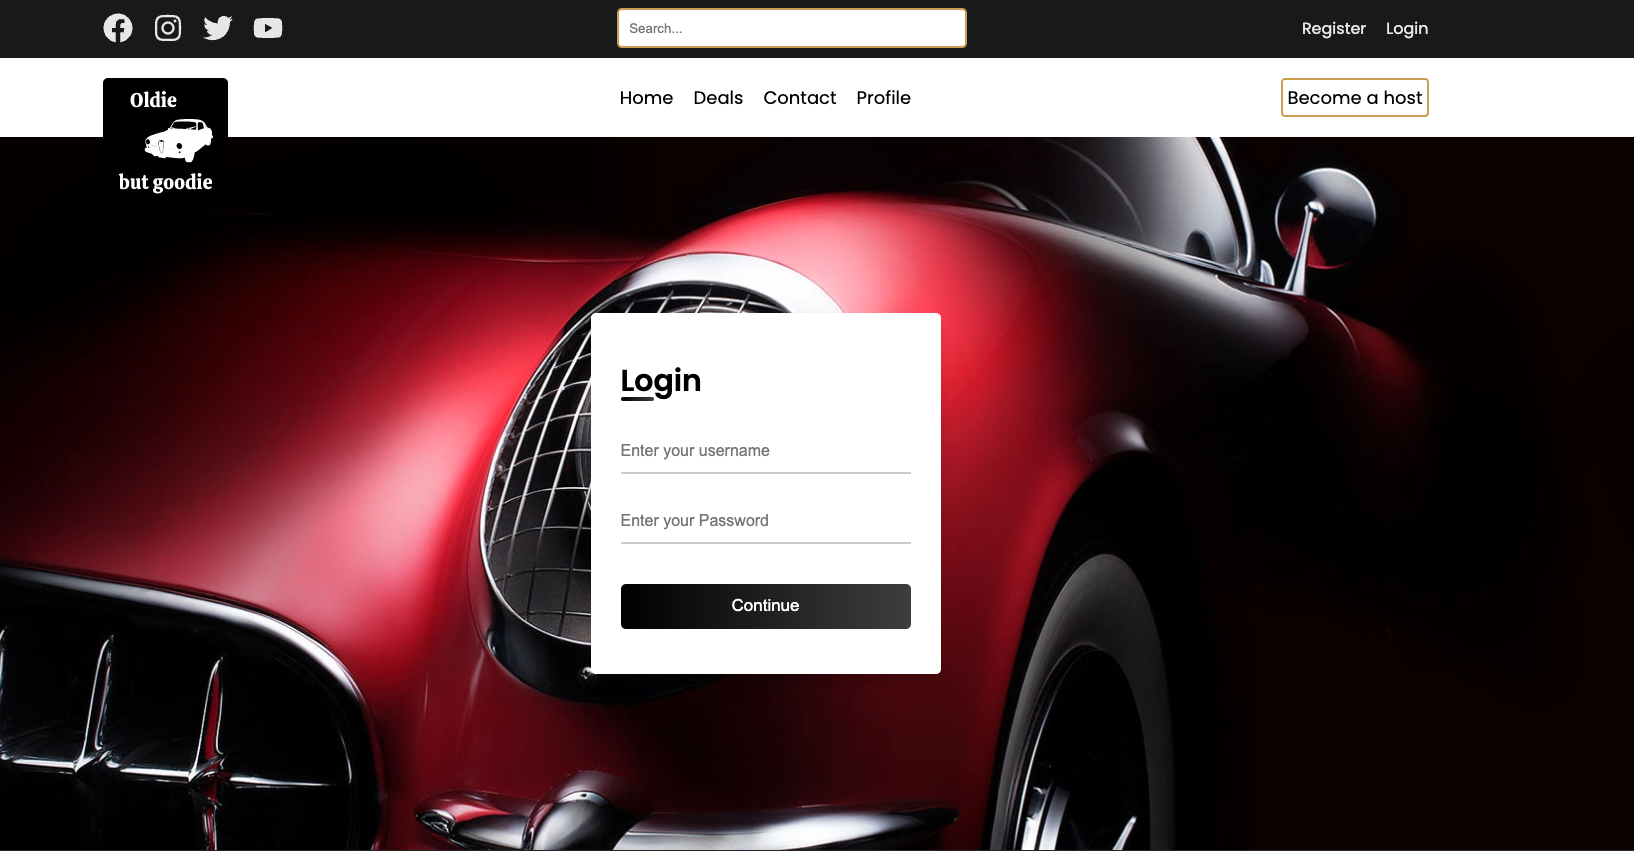 Search...
Register
Login
Oldie
but goodie
Home
Deals
Contact
Profile
Become a host
Login
Enter your username
Enter your Password
Continue